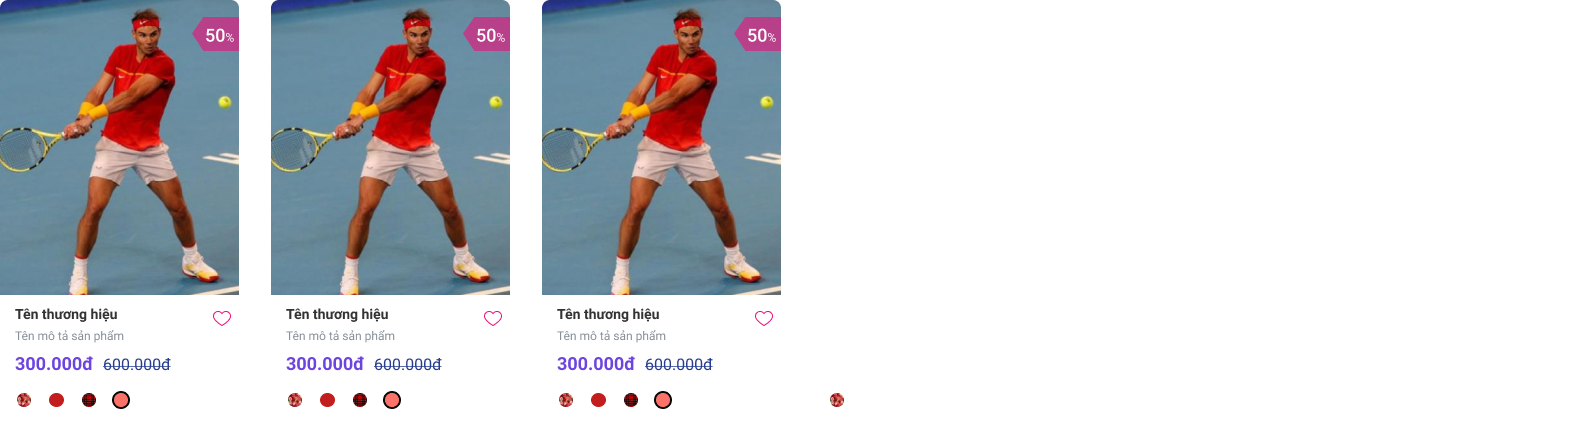 50%
50%
50%
Tên thương hiệu
Tên mô tả sản phẩm
300.000đ 600.000đ
Tên thương hiệu
Tên mô tả sản phẩm
300.000đ 600.000đ
Tên thương hiệu
Tên mô tả sản phẩm
300.000đ 600.000đ